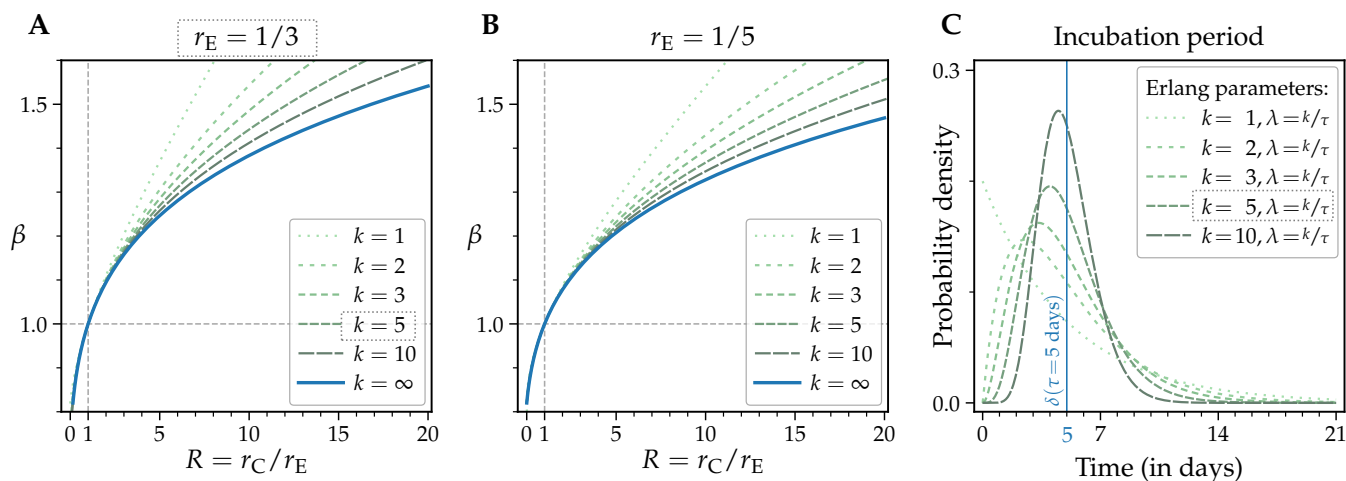 A
r_E = 1/3
β
1.5
1.0
k = 1
k = 2
k = 3
k = 5
k = 10
k = ∞
0 1 5 10 15 20
R = r_C/r_E
B
r_E = 1/5
1.5
1.0
k = 1
k = 2
k = 3
k = 5
k = 10
k = ∞
0 1 5 10 15 20
R = r_C/r_E
β
C
Incubation period
Probability density
0.3
0.0
Erlang parameters:
k = 1, λ = k/τ
k = 2, λ = k/τ
k = 3, λ = k/τ
k = 5, λ = k/τ
k = 10, λ = k/τ
δ (τ = 5 days)
0 5 7 14 21
Time (in days)